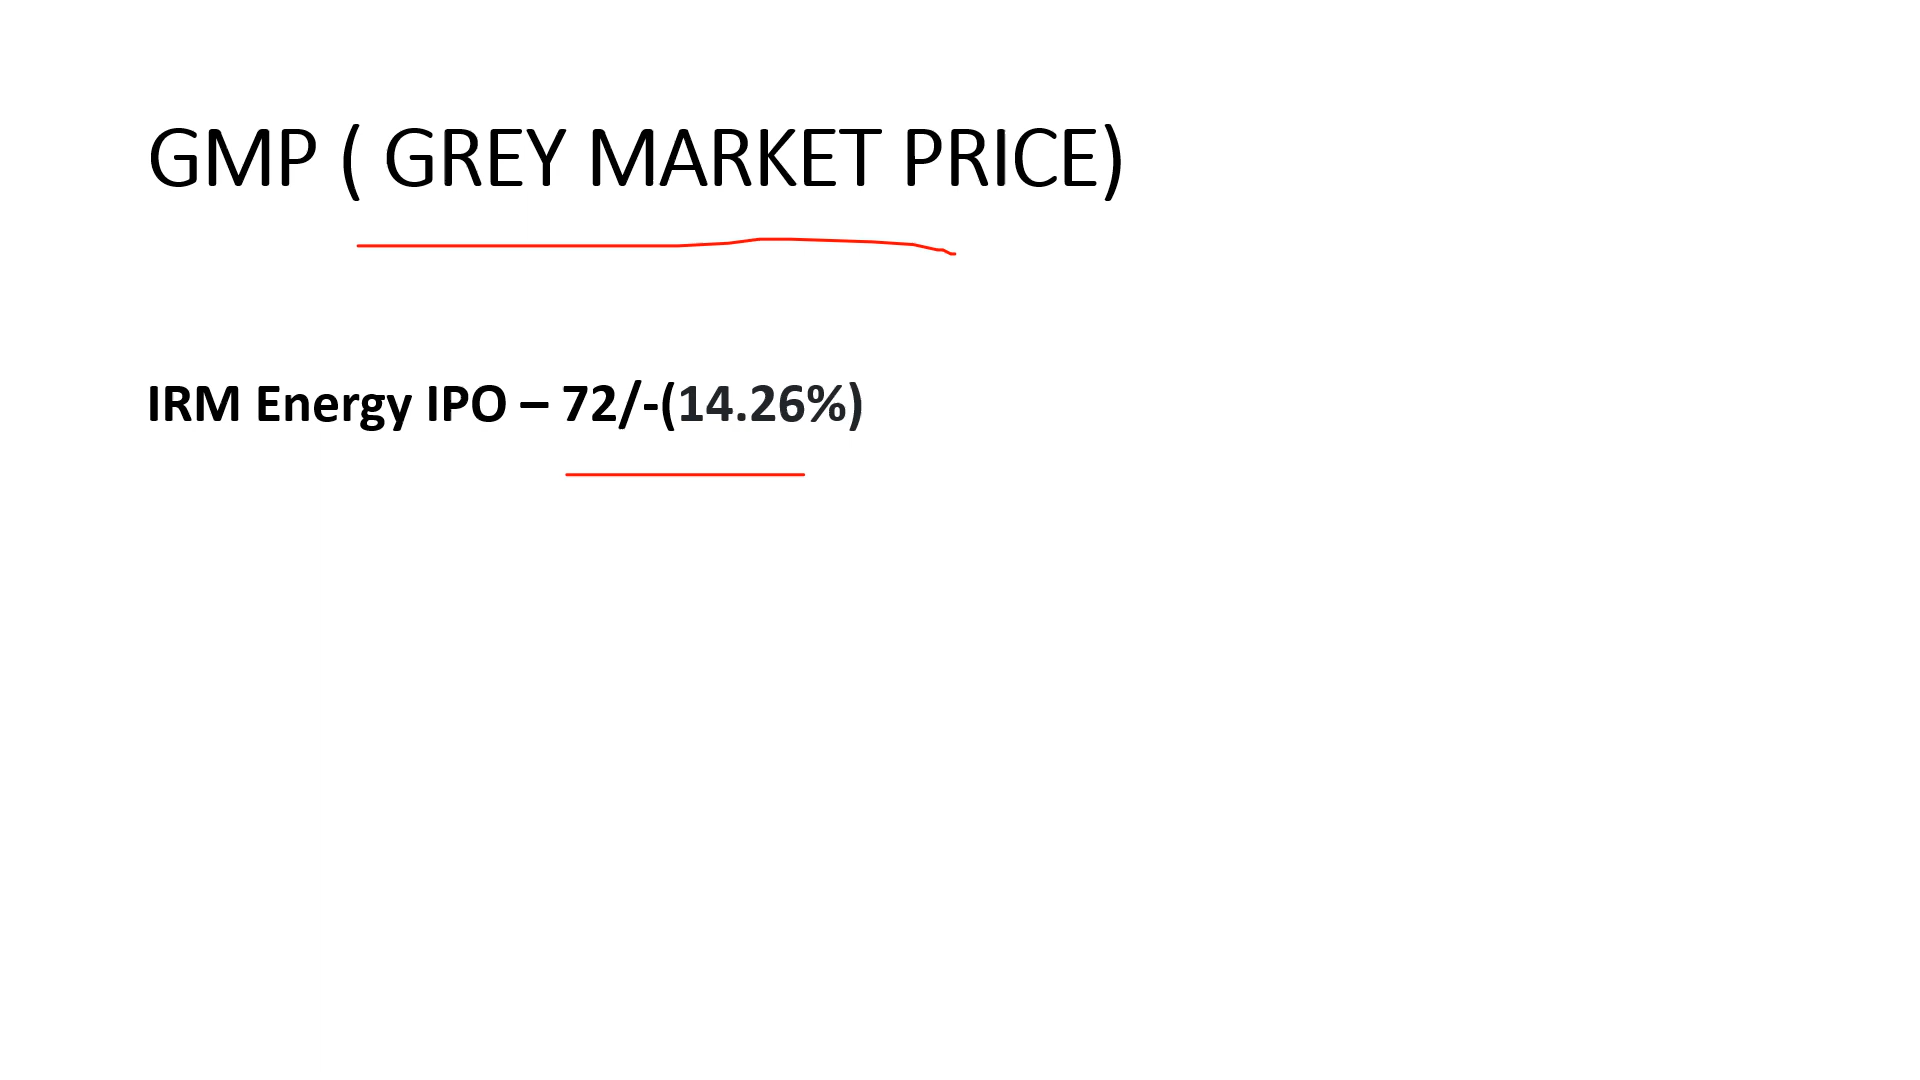 GMP ( GREY MARKET PRICE)
IRM Energy IPO – 72/-(14.26%)